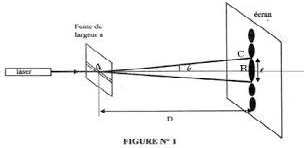 écran
Fente de
largeur a
C
A
B
laser
D
FIGURE N° 1